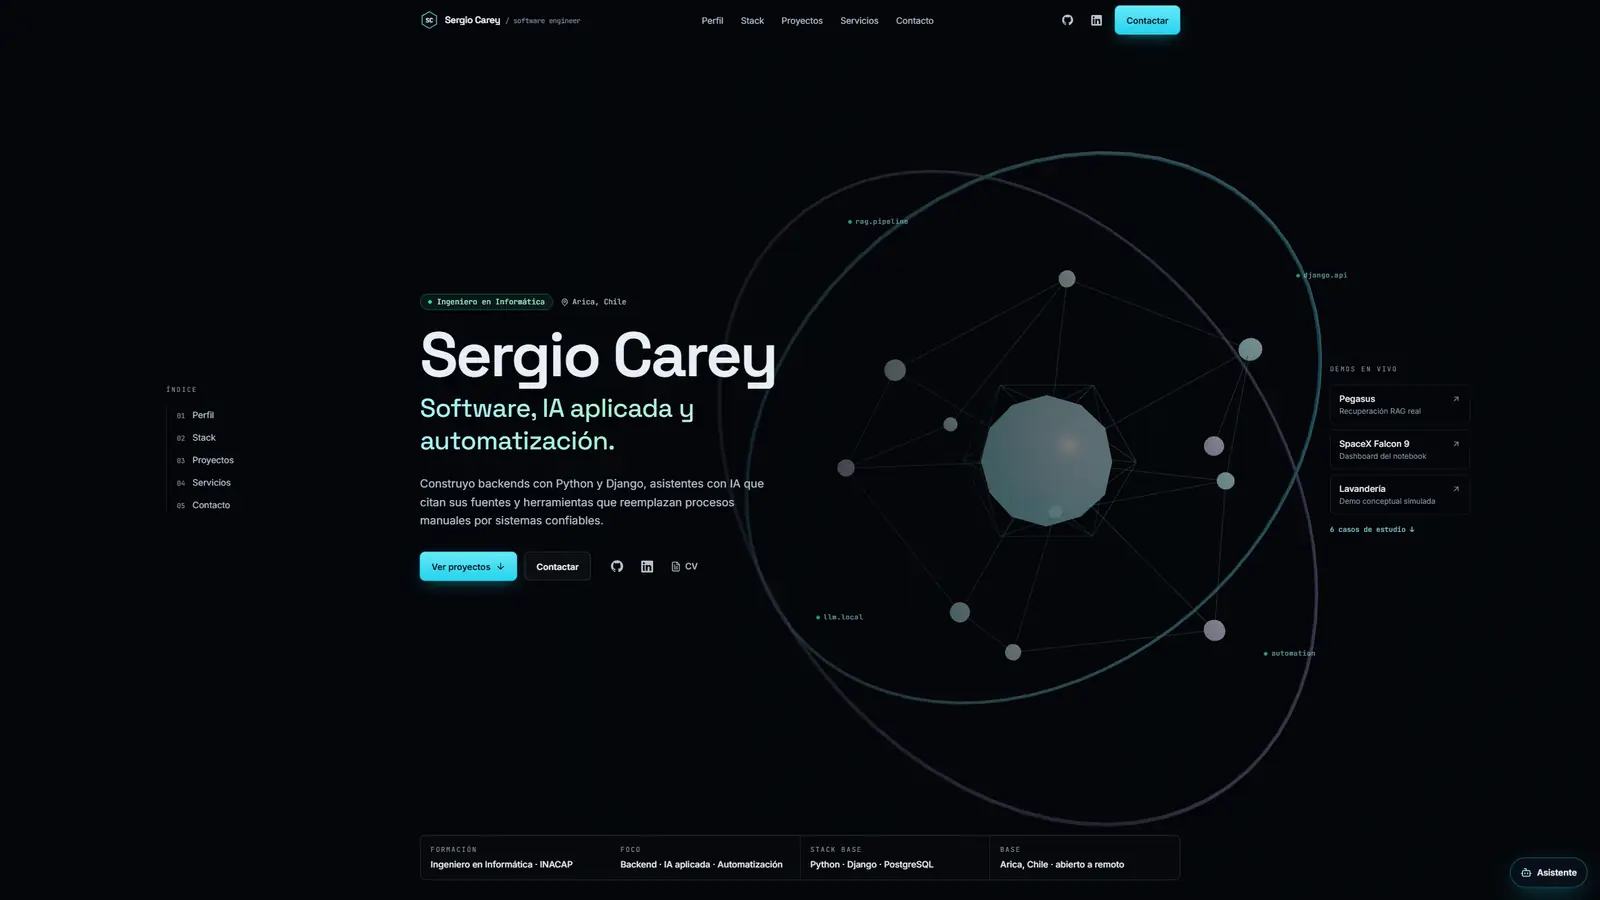 SC Sergio Carey / software engineer
Perfil Stack Proyectos Servicios Contacto
Contactar
rag.pipeline
django.api
Ingeniero en Informática Arica, Chile
Sergio Carey
Software, IA aplicada y
automatización.
Construyo backends con Python y Django, asistentes con IA que
citan sus fuentes y herramientas que reemplazan procesos
manuales por sistemas confiables.
Ver proyectos ↓ Contactar CV
ÍNDICE
01 Perfil
02 Stack
03 Proyectos
04 Servicios
05 Contacto
DEMOS EN VIVO
Pegasus ↗
Recuperación RAG real
SpaceX Falcon 9 ↗
Dashboard del notebook
Lavandería ↗
Demo conceptual simulada
6 casos de estudio ↓
llm.local
automation
FORMACIÓN
Ingeniero en Informática · INACAP
FOCO
Backend · IA aplicada · Automatización
STACK BASE
Python · Django · PostgreSQL
BASE
Arica, Chile · abierto a remoto
Asistente